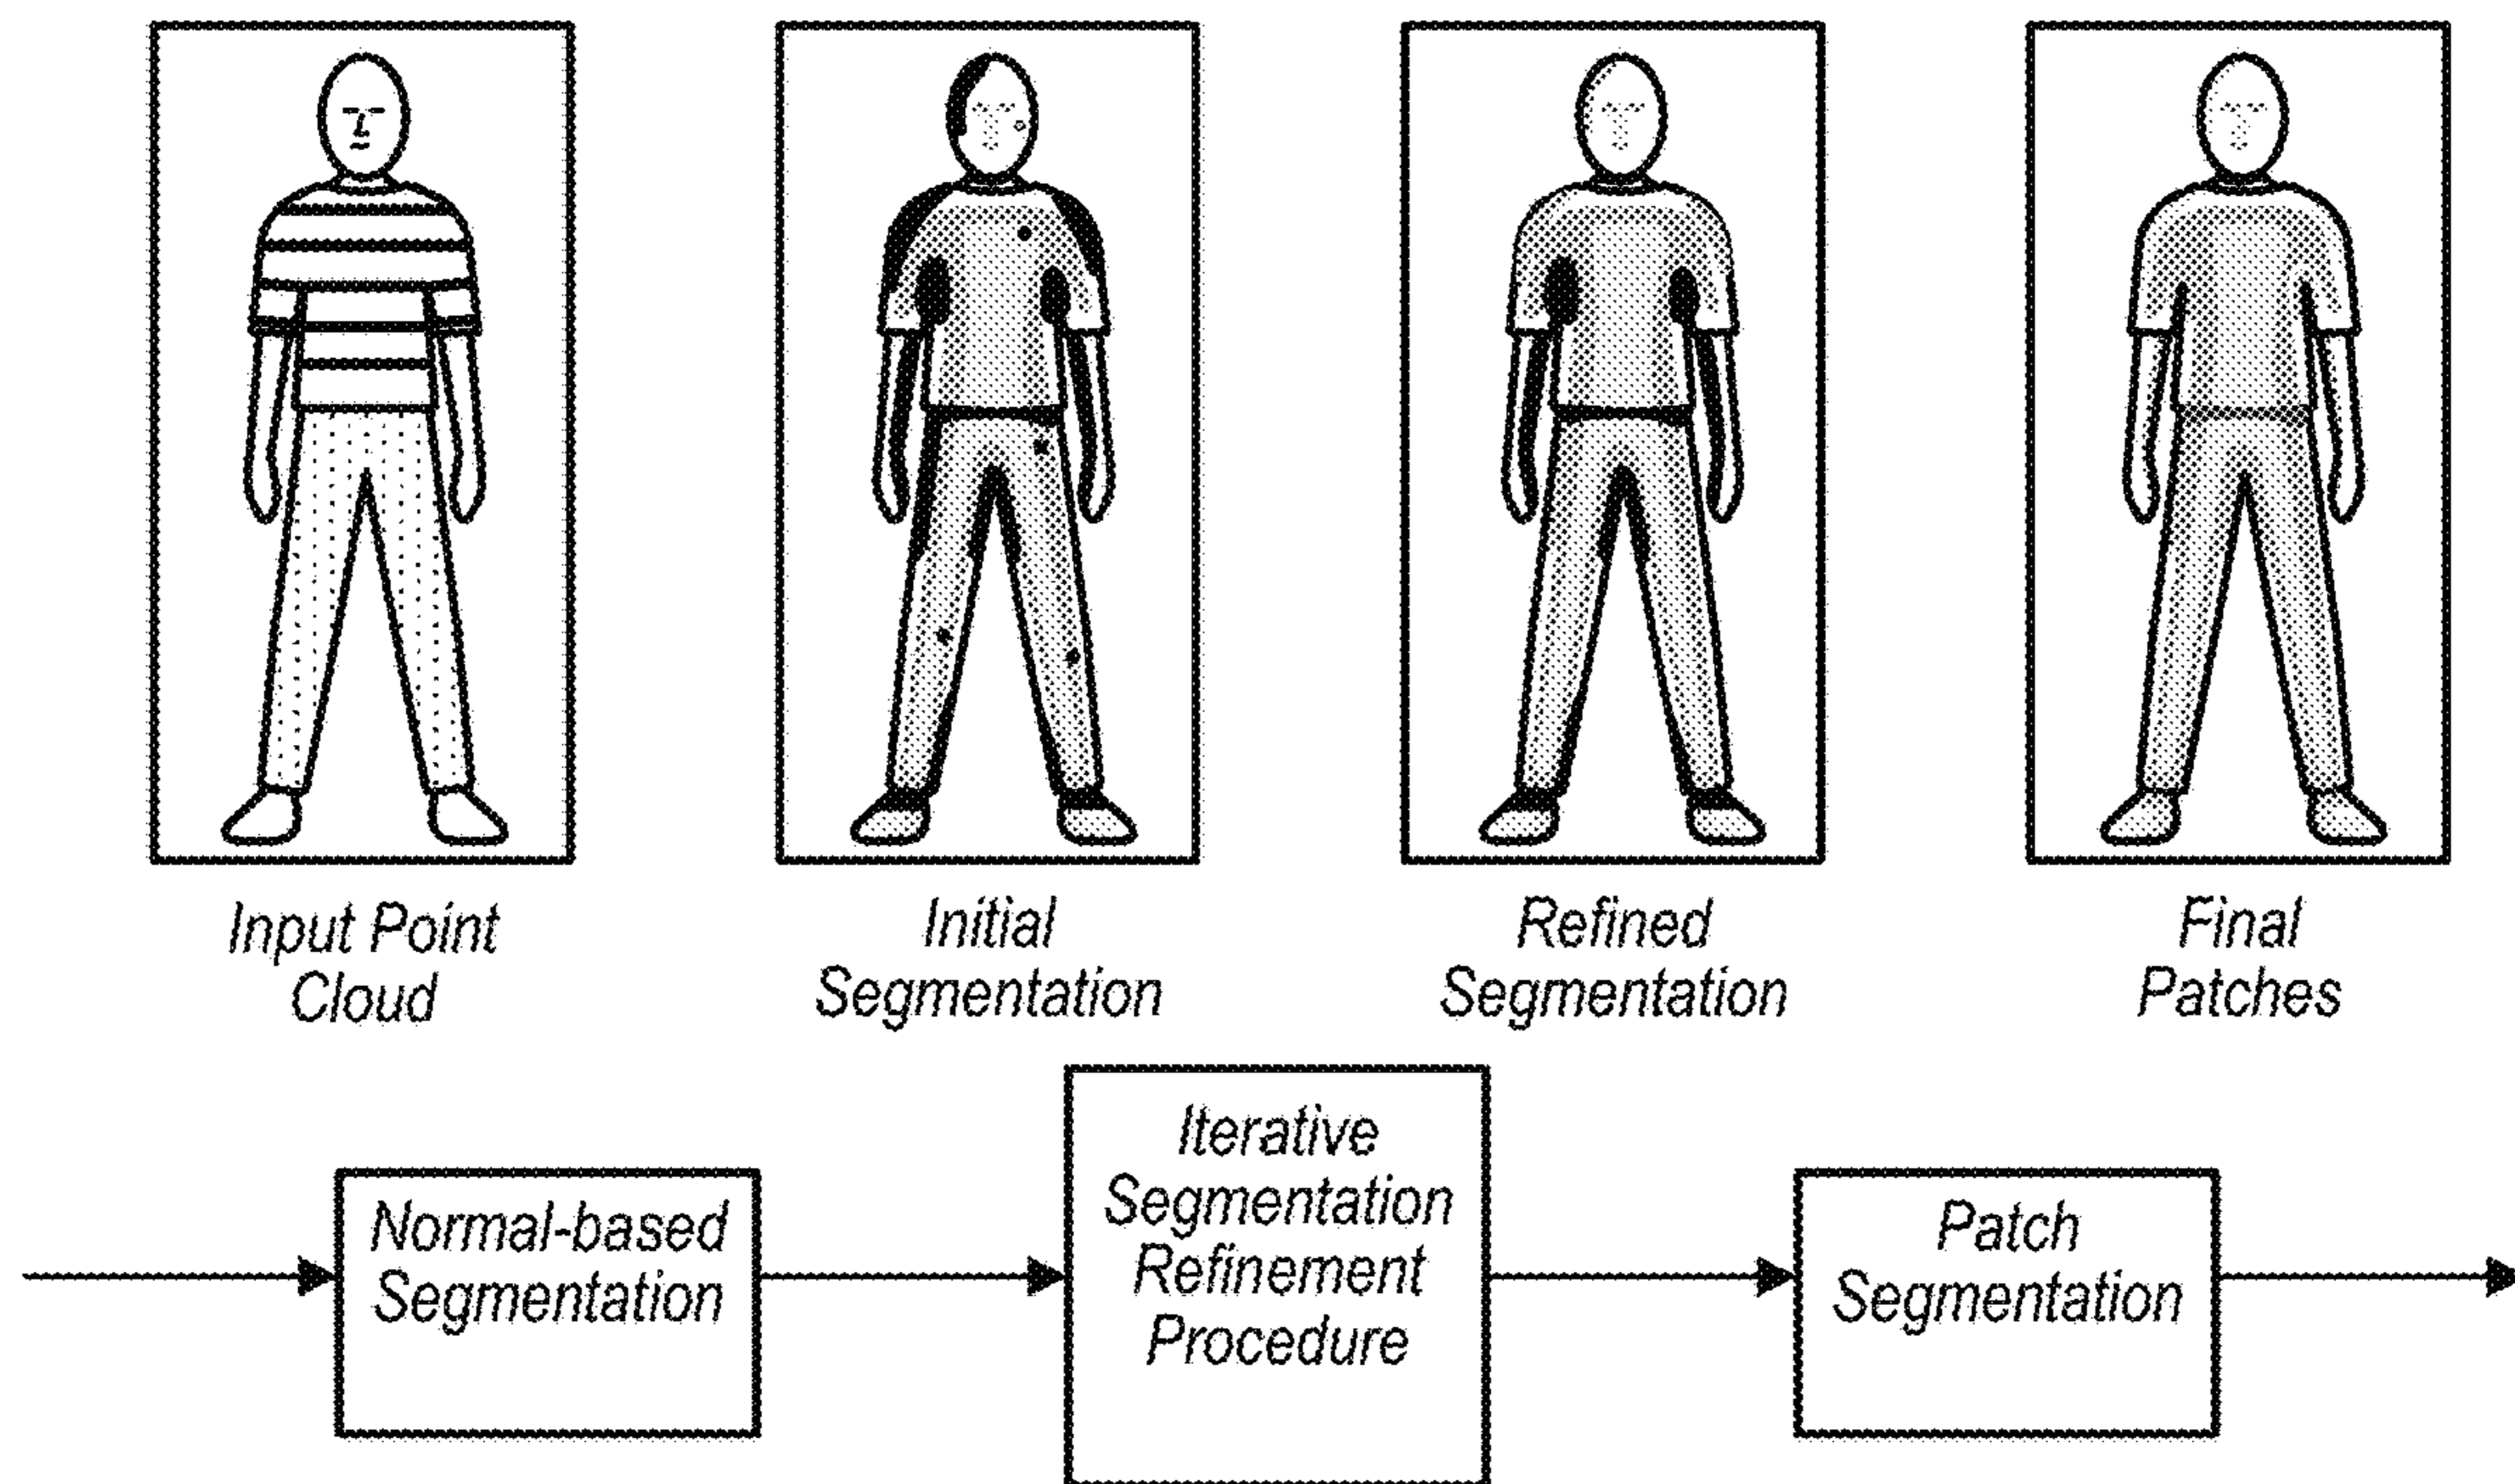 Input Point
Cloud
Initial
Segmentation
Refined
Segmentation
Final
Patches
Normal-based
Segmentation
Iterative
Segmentation
Refinement
Procedure
Patch
Segmentation